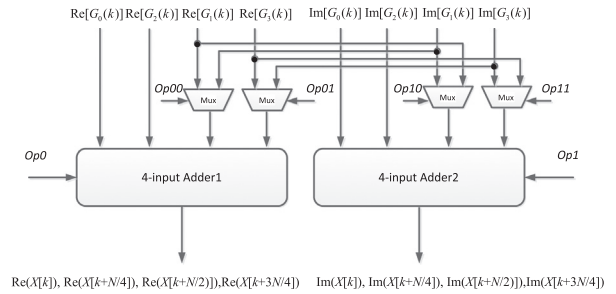 Re[G₀(k)] Re[G₂(k)] Re[G₁(k)] Re[G₃(k)] Im[G₀(k)] Im[G₂(k)] Im[G₁(k)] Im[G₃(k)]
Op00 Mux Mux Op01 Op10 Mux Mux Op11
Op0 4-input Adder1 4-input Adder2 Op1
Re(X[k]), Re(X[k+N/4]), Re(X[k+N/2)]),Re(X[k+3N/4]) Im(X[k]), Im(X[k+N/4]), Im(X[k+N/2)]),Im(X[k+3N/4])